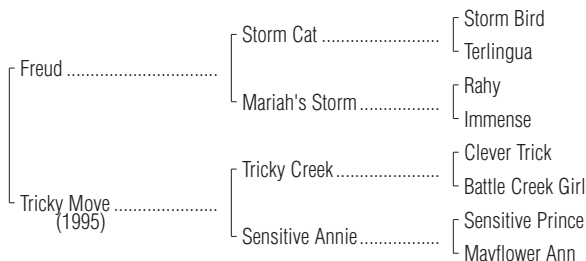 Storm Bird
Storm Cat ........................
Terlingua
Freud ...............................
Rahy
Mariah's Storm ................
Immense
Clever Trick
Tricky Creek .....................
Battle Creek Girl
Tricky Move .....................
(1995)
Sensitive Prince
Sensitive Annie ................
Mayflower Ann